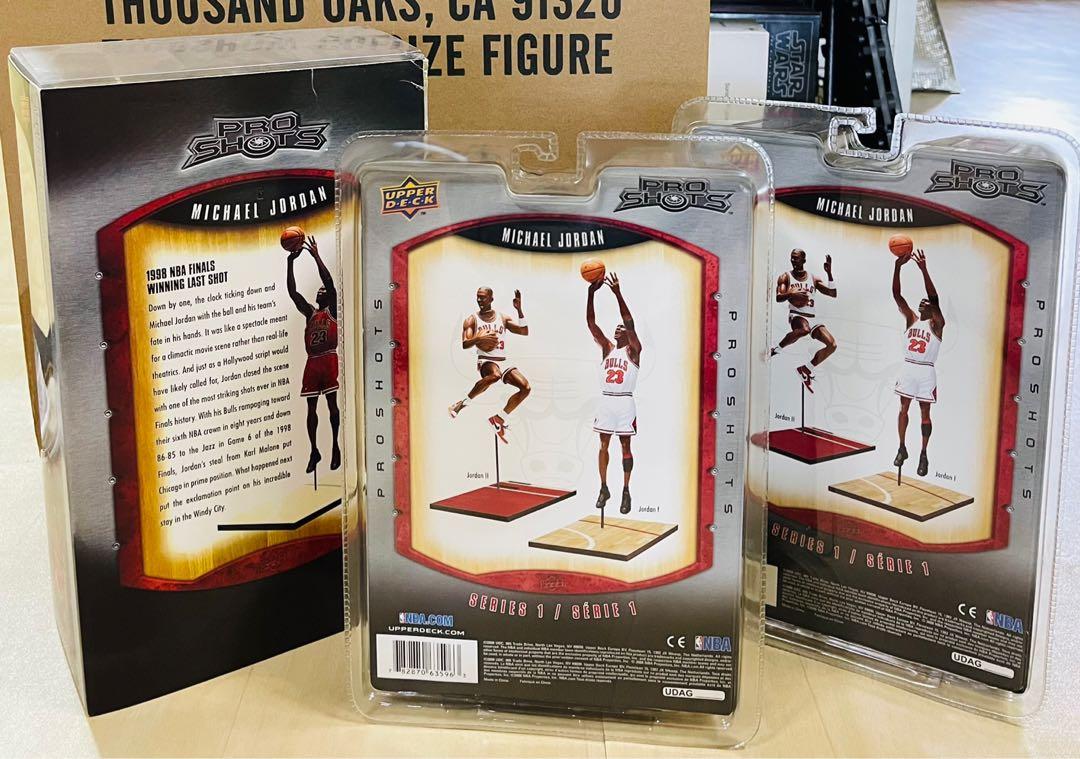 THOUSAND OAKS, CA 91320
IZE FIGURE
STAR WARS
PRO SHOTS
MICHAEL JORDAN
1998 NBA FINALS
WINNING LAST SHOT
Down by one, the clock ticking down and
Michael Jordan with the ball and his team's
fate in his hands. It was like a spectacle meant
for a climactic movie scene rather than real-life
theatrics. And just as a Hollywood script would
have likely called for, Jordan closed the scene
with one of the most striking shots ever in NBA
Finals history. With his Bulls rampaging toward
their sixth NBA crown in eight years and down
86-85 to the Jazz in Game 6 of the 1998
Finals, Jordan's steal from Karl Malone put
Chicago in prime position. What happened next
put the exclamation point on his incredible
stay in the Windy City.
23
UPPER
D·E·C·K
PRO SHOTS
MICHAEL JORDAN
PROSHOTS
PROSHOTS
BULLS
23
BULLS
23
Jordan II
Jordan I
SERIES 1 / SÉRIE 1
NBA.COM
UPPERDECK.COM
7 82870 63596 3
CE NBA
UDAG
PRO SHOTS
MICHAEL JORDAN
PROSHOTS
BULLS
23
Jordan II
Jordan I
SERIES 1 / SÉRIE 1
CE NBA
UDAG